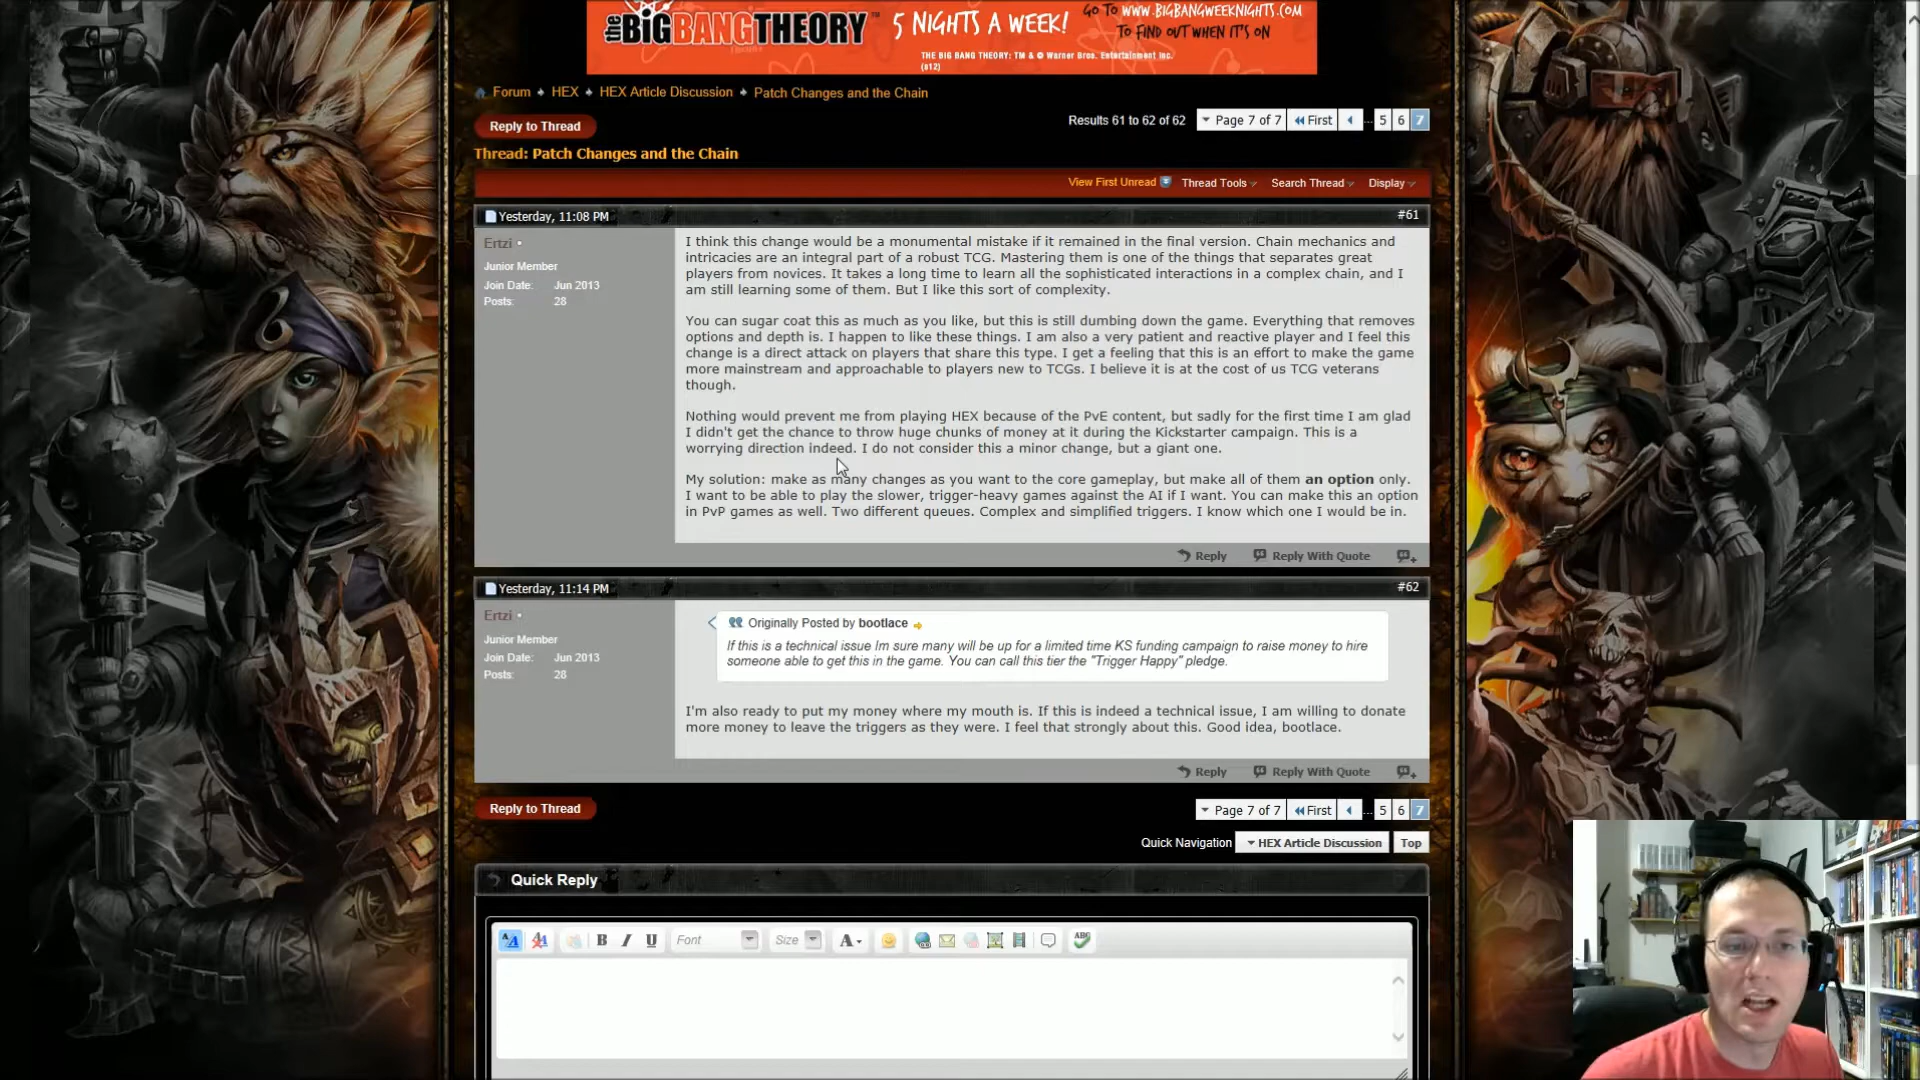 the BIGBANGTHEORY™ 5 NIGHTS A WEEK! GO TO WWW.BIGBANGWEEKNIGHTS.COM
TO FIND OUT WHEN IT'S ON
THE BIG BANG THEORY: TM & © Warner Bros. Entertainment Inc.
(s12)
Forum HEX HEX Article Discussion Patch Changes and the Chain
Reply to Thread
Results 61 to 62 of 62 Page 7 of 7 First ... 5 6 7
Thread: Patch Changes and the Chain
View First Unread Thread Tools Search Thread Display
Yesterday, 11:08 PM #61
Ertzi
Junior Member
Join Date: Jun 2013
Posts: 28
I think this change would be a monumental mistake if it remained in the final version. Chain mechanics and
intricacies are an integral part of a robust TCG. Mastering them is one of the things that separates great
players from novices. It takes a long time to learn all the sophisticated interactions in a complex chain, and I
am still learning some of them. But I like this sort of complexity.
You can sugar coat this as much as you like, but this is still dumbing down the game. Everything that removes
options and depth is. I happen to like these things. I am also a very patient and reactive player and I feel this
change is a direct attack on players that share this type. I get a feeling that this is an effort to make the game
more mainstream and approachable to players new to TCGs. I believe it is at the cost of us TCG veterans
though.
Nothing would prevent me from playing HEX because of the PvE content, but sadly for the first time I am glad
I didn't get the chance to throw huge chunks of money at it during the Kickstarter campaign. This is a
worrying direction indeed. I do not consider this a minor change, but a giant one.
My solution: make as many changes as you want to the core gameplay, but make all of them an option only.
I want to be able to play the slower, trigger-heavy games against the AI if I want. You can make this an option
in PvP games as well. Two different queues. Complex and simplified triggers. I know which one I would be in.
Reply Reply With Quote
Yesterday, 11:14 PM #62
Ertzi
Junior Member
Join Date: Jun 2013
Posts: 28
Originally Posted by bootlace
If this is a technical issue Im sure many will be up for a limited time KS funding campaign to raise money to hire
someone able to get this in the game. You can call this tier the "Trigger Happy" pledge.
I'm also ready to put my money where my mouth is. If this is indeed a technical issue, I am willing to donate
more money to leave the triggers as they were. I feel that strongly about this. Good idea, bootlace.
Reply Reply With Quote
Reply to Thread
Page 7 of 7 First ... 5 6 7
Quick Navigation HEX Article Discussion Top
Quick Reply
B I U Font Size A ABC